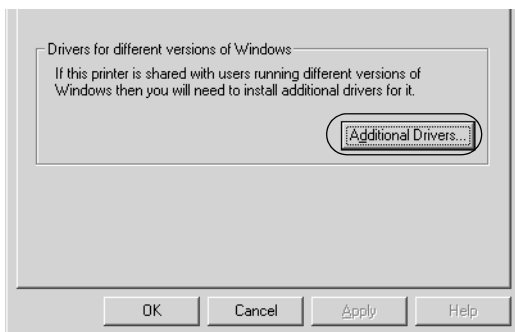 Drivers for different versions of Windows
If this printer is shared with users running different versions of
Windows then you will need to install additional drivers for it.
Additional Drivers...
OK Cancel Apply Help